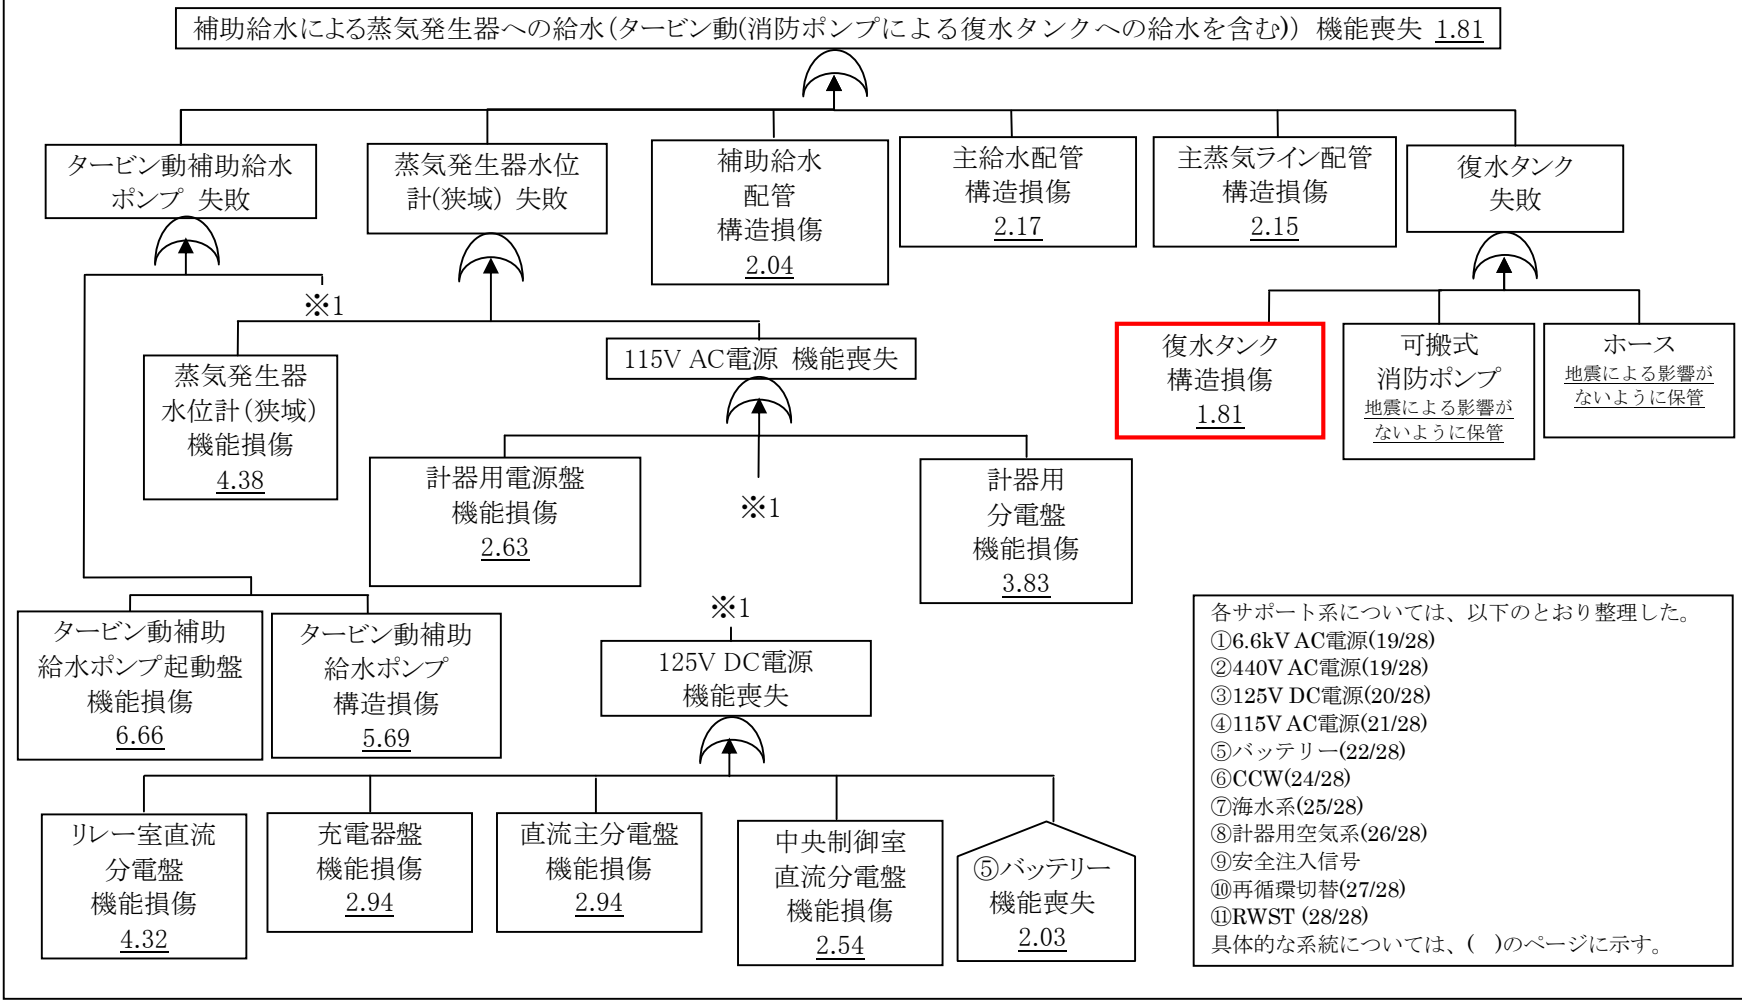 補助給水による蒸気発生器への給水(タービン動(消防ポンプによる復水タンクへの給水を含む)) 機能喪失 1.81
タービン動補助給水
ポンプ 失敗
蒸気発生器水位
計(狭域) 失敗
補助給水
配管
構造損傷
2.04
主給水配管
構造損傷
2.17
主蒸気ライン配管
構造損傷
2.15
復水タンク
失敗
※1
蒸気発生器
水位計(狭域)
機能損傷
4.38
115V AC電源 機能喪失
復水タンク
構造損傷
1.81
可搬式
消防ポンプ
地震による影響が
ないように保管
ホース
地震による影響が
ないように保管
計器用電源盤
機能損傷
2.63
※1
計器用
分電盤
機能損傷
3.83
タービン動補助
給水ポンプ起動盤
機能損傷
6.66
タービン動補助
給水ポンプ
構造損傷
5.69
※1
125V DC電源
機能喪失
リレー室直流
分電盤
機能損傷
4.32
充電器盤
機能損傷
2.94
直流主分電盤
機能損傷
2.94
中央制御室
直流分電盤
機能損傷
2.54
⑤バッテリー
機能喪失
2.03
各サポート系については、以下のとおり整理した。
①6.6kV AC電源(19/28)
②440V AC電源(19/28)
③125V DC電源(20/28)
④115V AC電源(21/28)
⑤バッテリー(22/28)
⑥CCW(24/28)
⑦海水系(25/28)
⑧計器用空気系(26/28)
⑨安全注入信号
⑩再循環切替(27/28)
⑪RWST (28/28)
具体的な系統については、( )のページに示す。